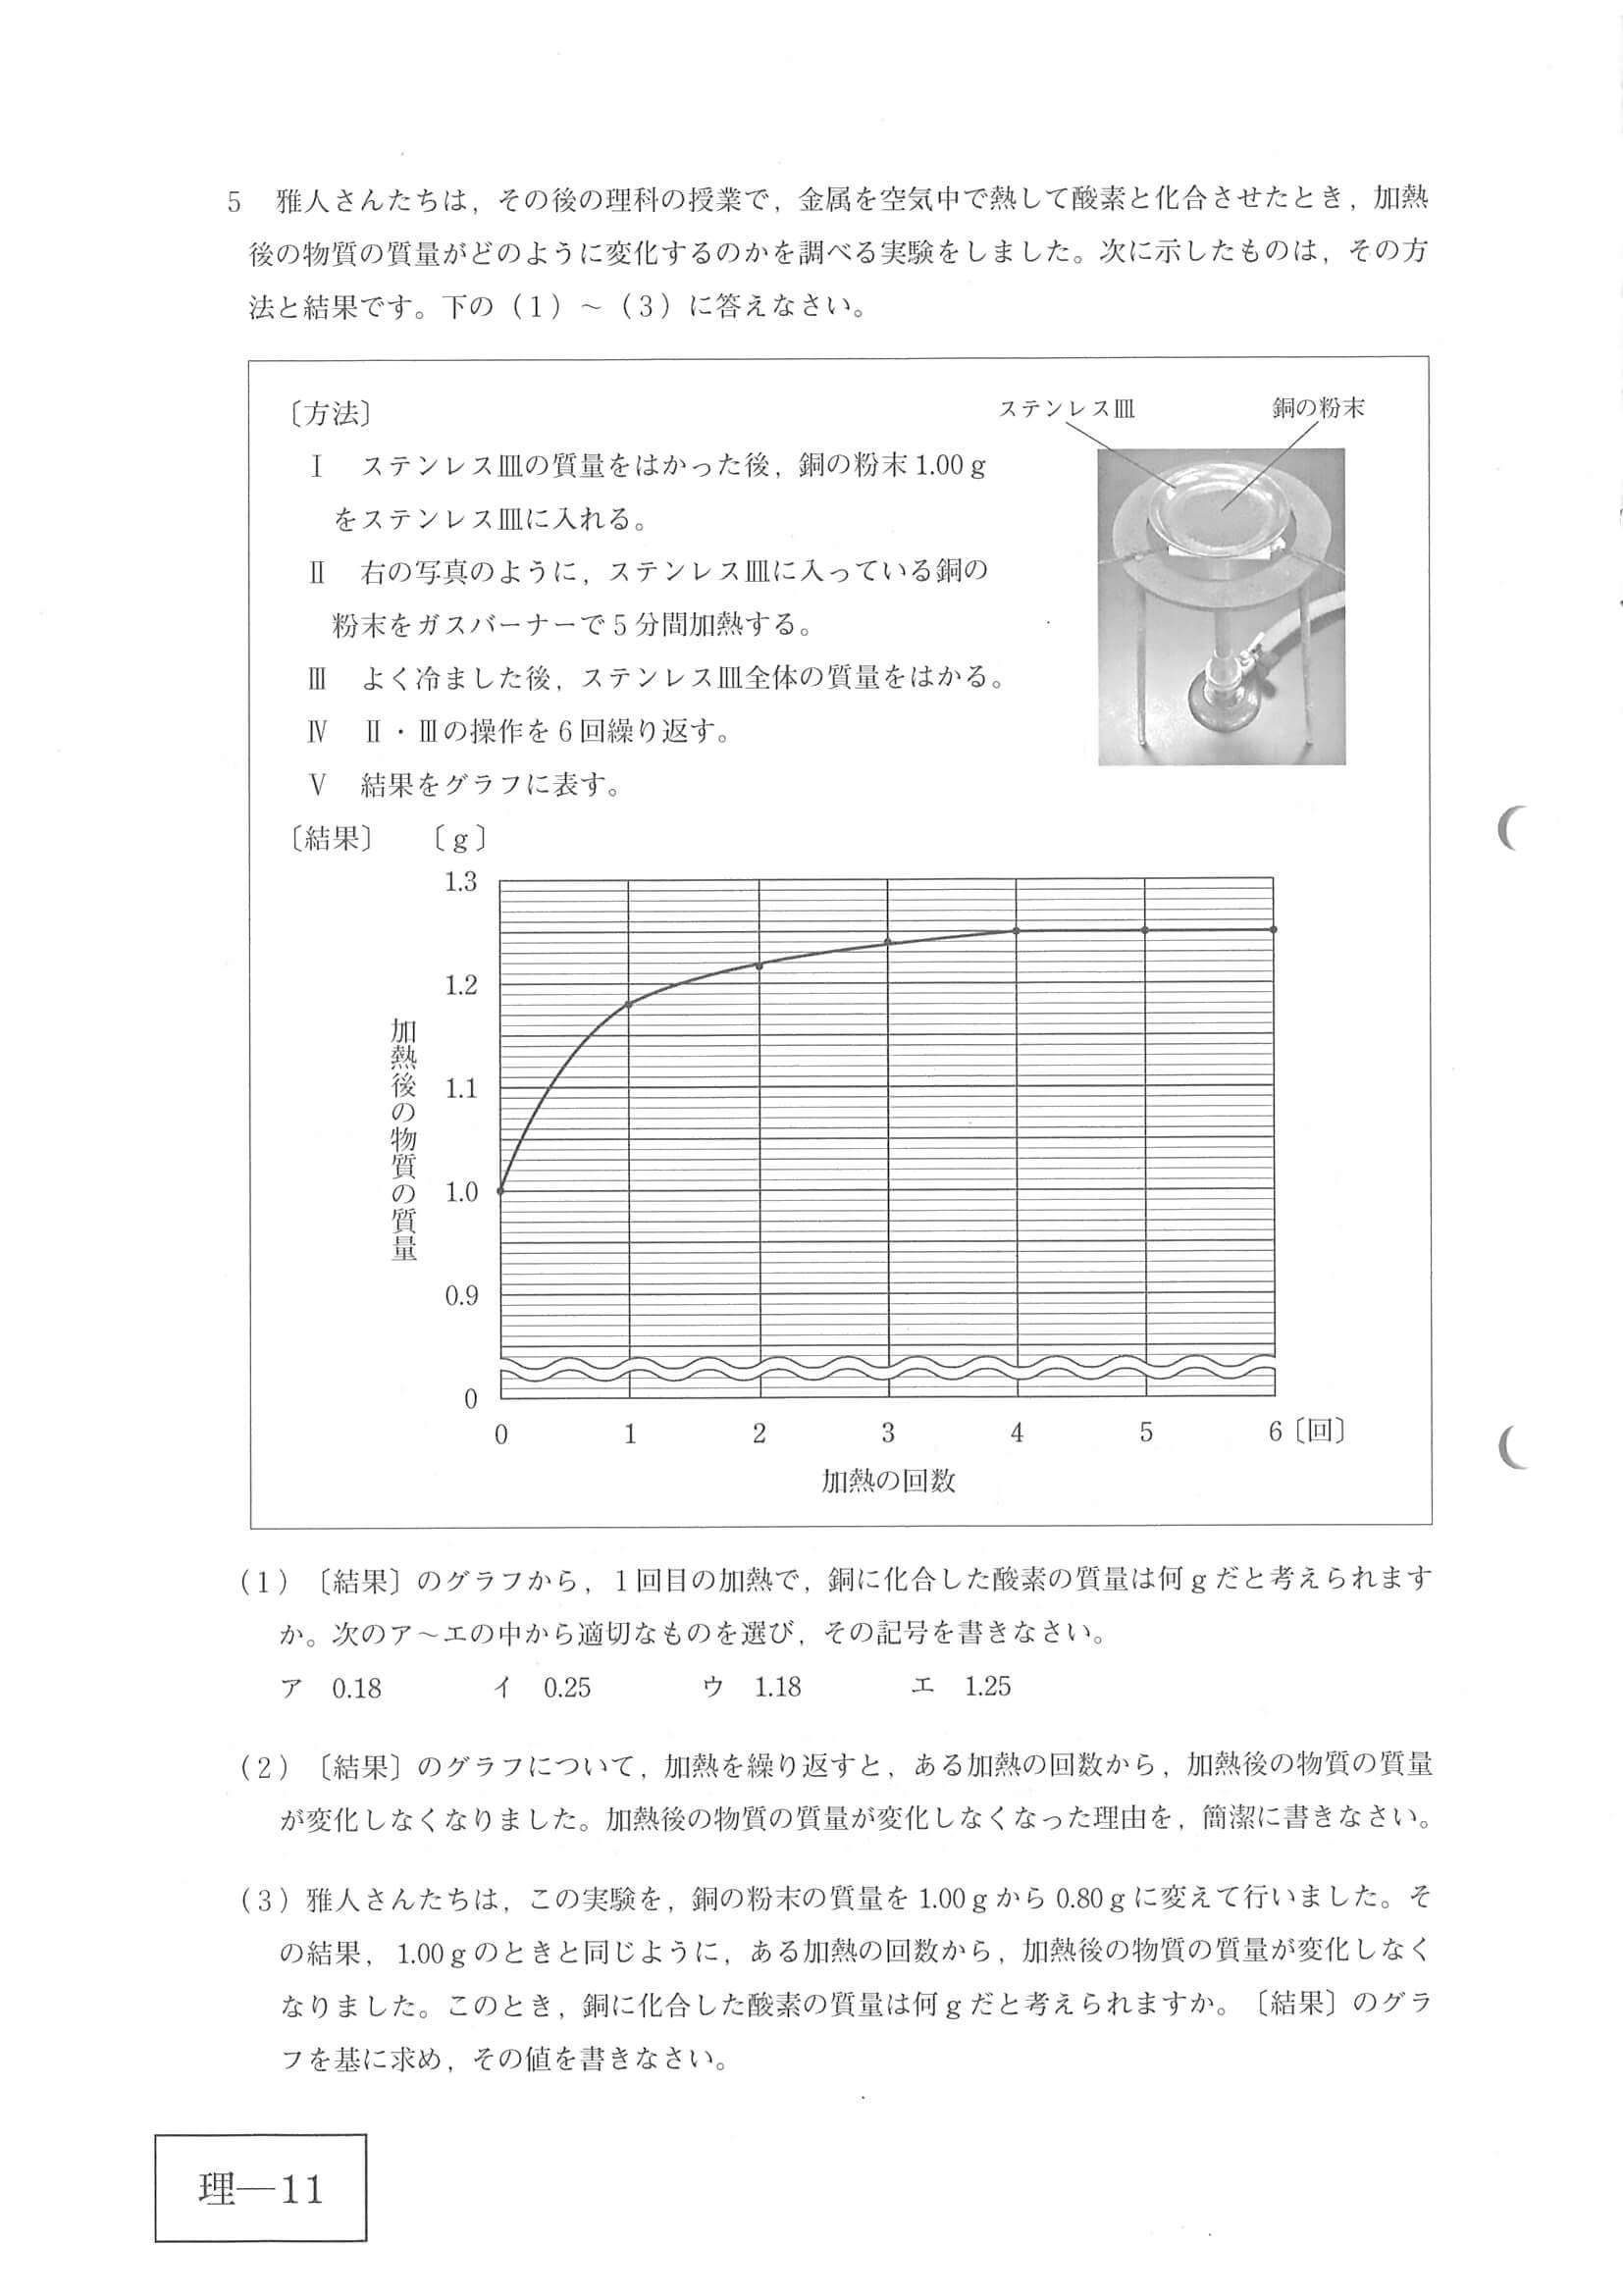 5　雅人さんたちは，その後の理科の授業で，金属を空気中で熱して酸素と化合させたとき，加熱
後の物質の質量がどのように変化するのかを調べる実験をしました。次に示したものは，その方
法と結果です。下の（1）～（3）に答えなさい。
〔方法〕
ステンレス皿　銅の粉末
Ⅰ　ステンレス皿の質量をはかった後，銅の粉末 1.00 g
をステンレス皿に入れる。
Ⅱ　右の写真のように，ステンレス皿に入っている銅の
粉末をガスバーナーで 5 分間加熱する。
Ⅲ　よく冷ました後，ステンレス皿全体の質量をはかる。
Ⅳ　Ⅱ・Ⅲの操作を 6 回繰り返す。
Ⅴ　結果をグラフに表す。
〔結果〕　〔g〕
1.3
1.2
1.1
1.0
0.9
0
加熱後の物質の質量
0　1　2　3　4　5　6〔回〕
加熱の回数
（1）〔結果〕のグラフから，1 回目の加熱で，銅に化合した酸素の質量は何 g だと考えられます
か。次のア～エの中から適切なものを選び，その記号を書きなさい。
ア　0.18　イ　0.25　ウ　1.18　エ　1.25
（2）〔結果〕のグラフについて，加熱を繰り返すと，ある加熱の回数から，加熱後の物質の質量
が変化しなくなりました。加熱後の物質の質量が変化しなくなった理由を，簡潔に書きなさい。
（3）雅人さんたちは，この実験を，銅の粉末の質量を 1.00 g から 0.80 g に変えて行いました。そ
の結果，1.00 g のときと同じように，ある加熱の回数から，加熱後の物質の質量が変化しなく
なりました。このとき，銅に化合した酸素の質量は何 g だと考えられますか。〔結果〕のグラ
フを基に求め，その値を書きなさい。
理―11